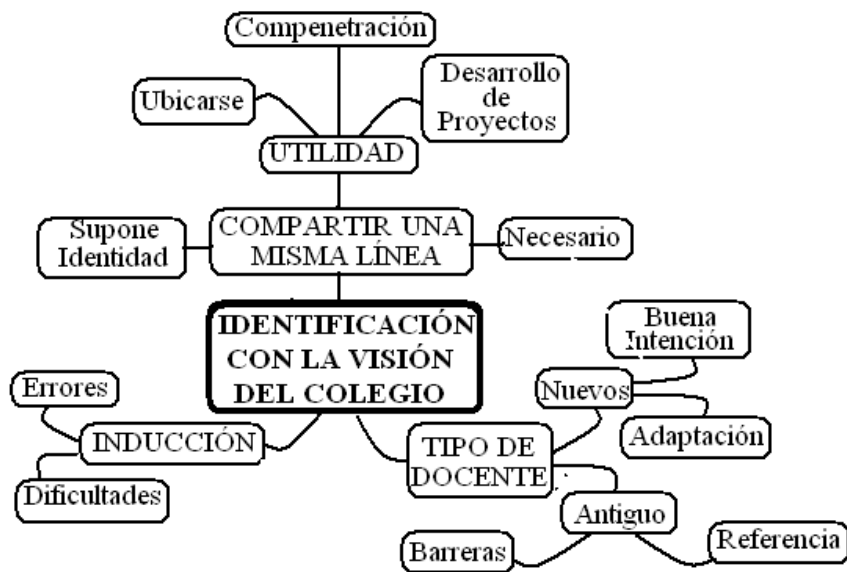 Compenetración
Ubicarse
Desarrollo
de
Proyectos
UTILIDAD
Supone
Identidad
COMPARTIR UNA
MISMA LÍNEA
Necesario
IDENTIFICACIÓN
CON LA VISIÓN
DEL COLEGIO
Buena
Intención
Errores
Nuevos
INDUCCIÓN
TIPO DE
DOCENTE
Adaptación
Dificultades
Antiguo
Barreras
Referencia